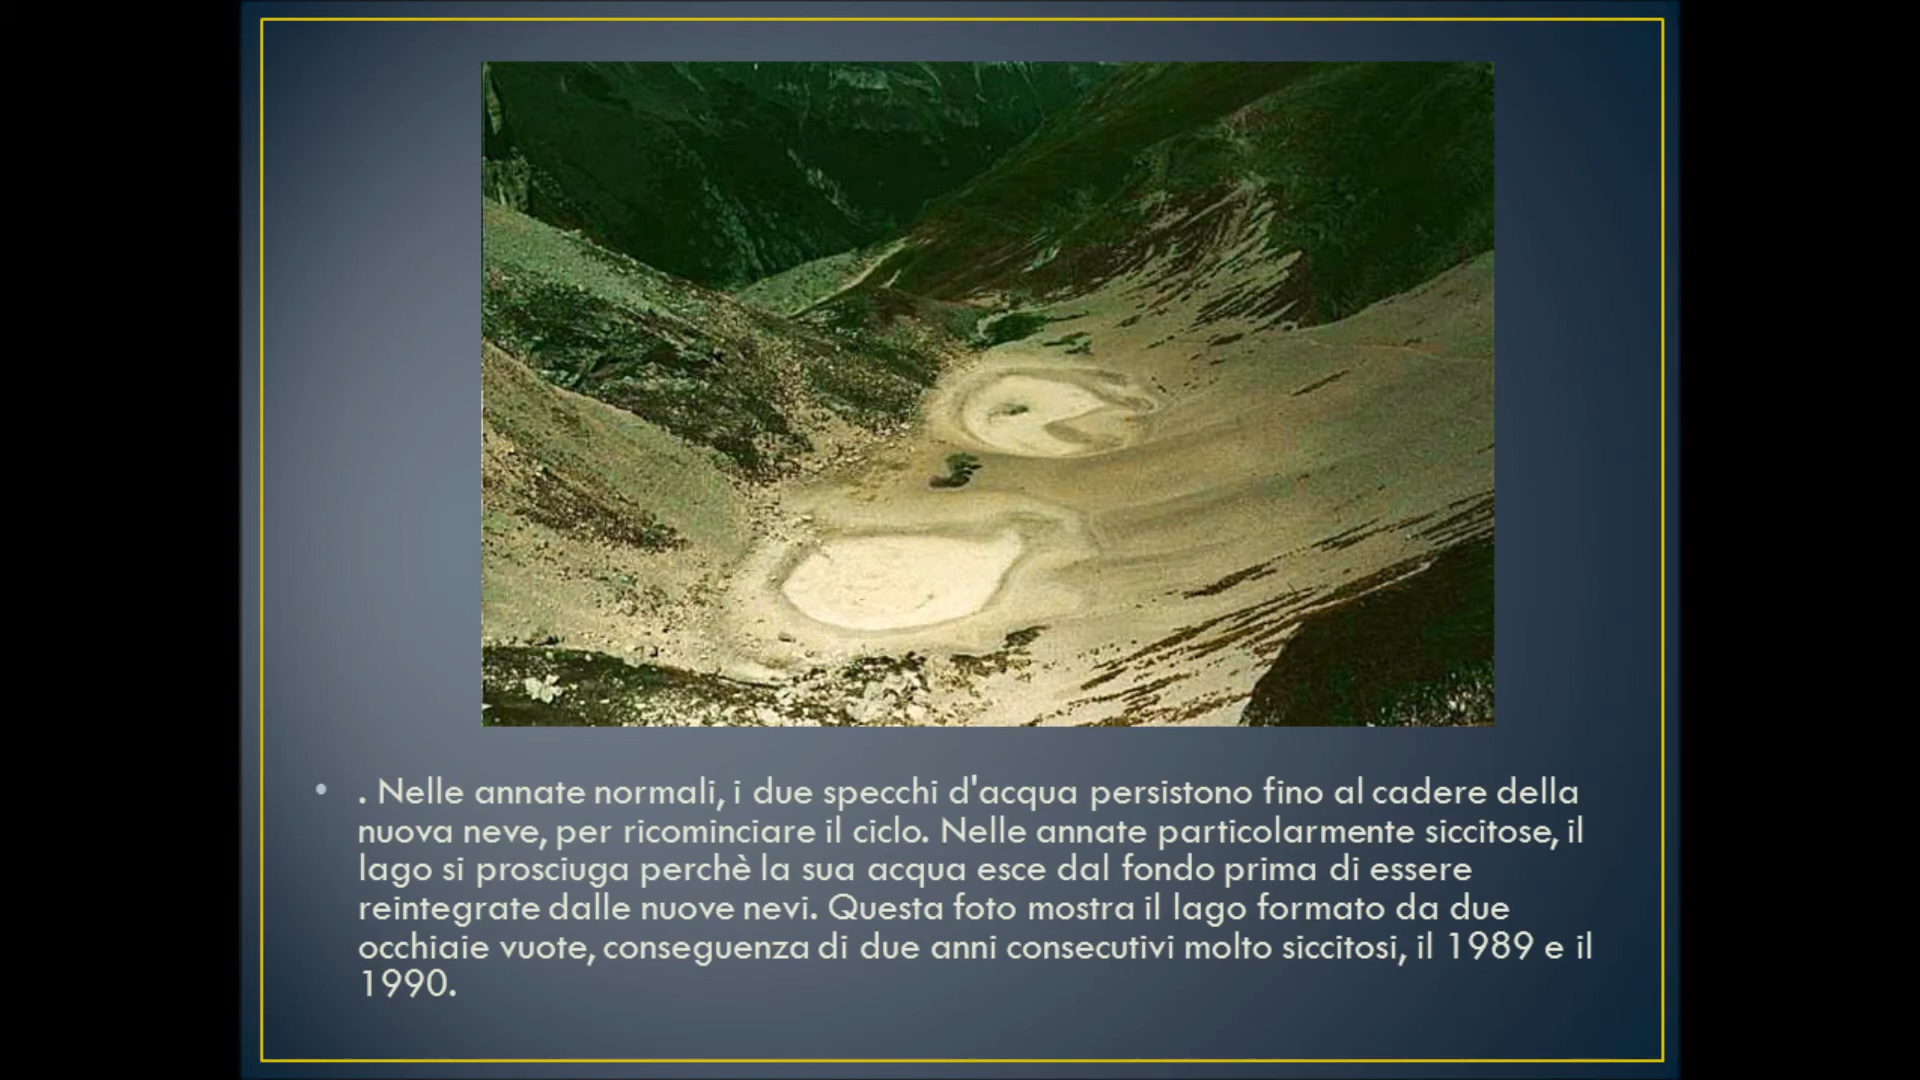 • . Nelle annate normali, i due specchi d'acqua persistono fino al cadere della
nuova neve, per ricominciare il ciclo. Nelle annate particolarmente siccitose, il
lago si prosciuga perchè la sua acqua esce dal fondo prima di essere
reintegrate dalle nuove nevi. Questa foto mostra il lago formato da due
occhiaie vuote, conseguenza di due anni consecutivi molto siccitosi, il 1989 e il
1990.